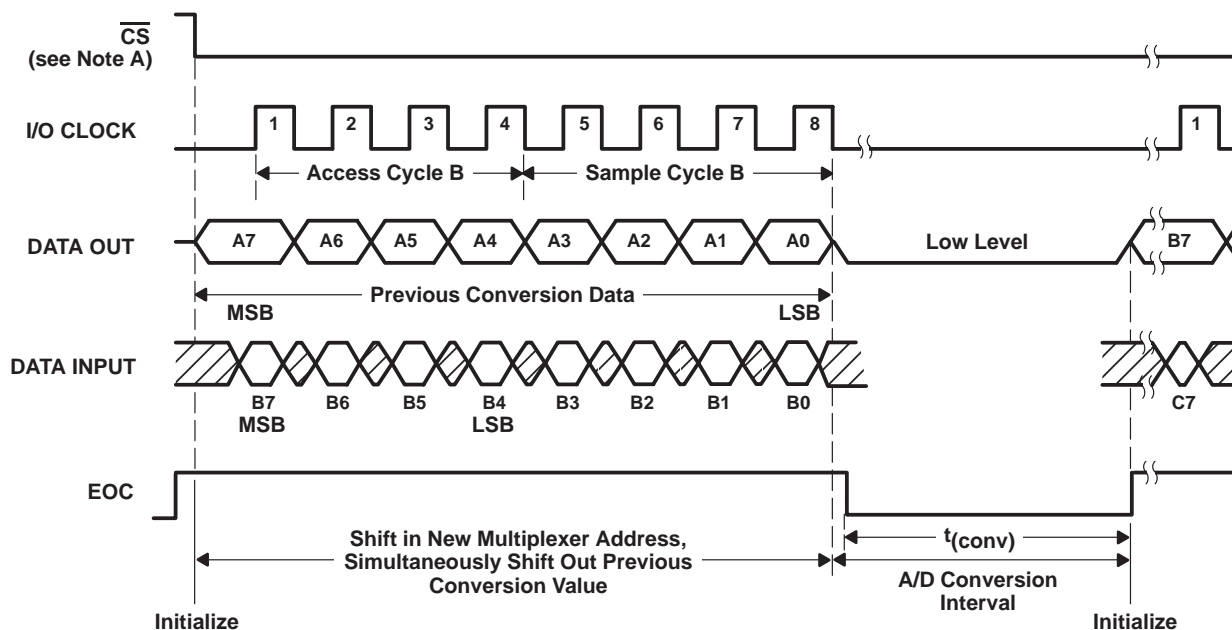 CS
(see Note A)
I/O CLOCK
1 2 3 4 5 6 7 8 1
Access Cycle B Sample Cycle B
DATA OUT
A7 A6 A5 A4 A3 A2 A1 A0 Low Level B7
Previous Conversion Data
MSB LSB
DATA INPUT
B7 B6 B5 B4 B3 B2 B1 B0 C7
MSB LSB
EOC
Shift in New Multiplexer Address,
Simultaneously Shift Out Previous
Conversion Value
t(conv)
A/D Conversion
Interval
Initialize Initialize